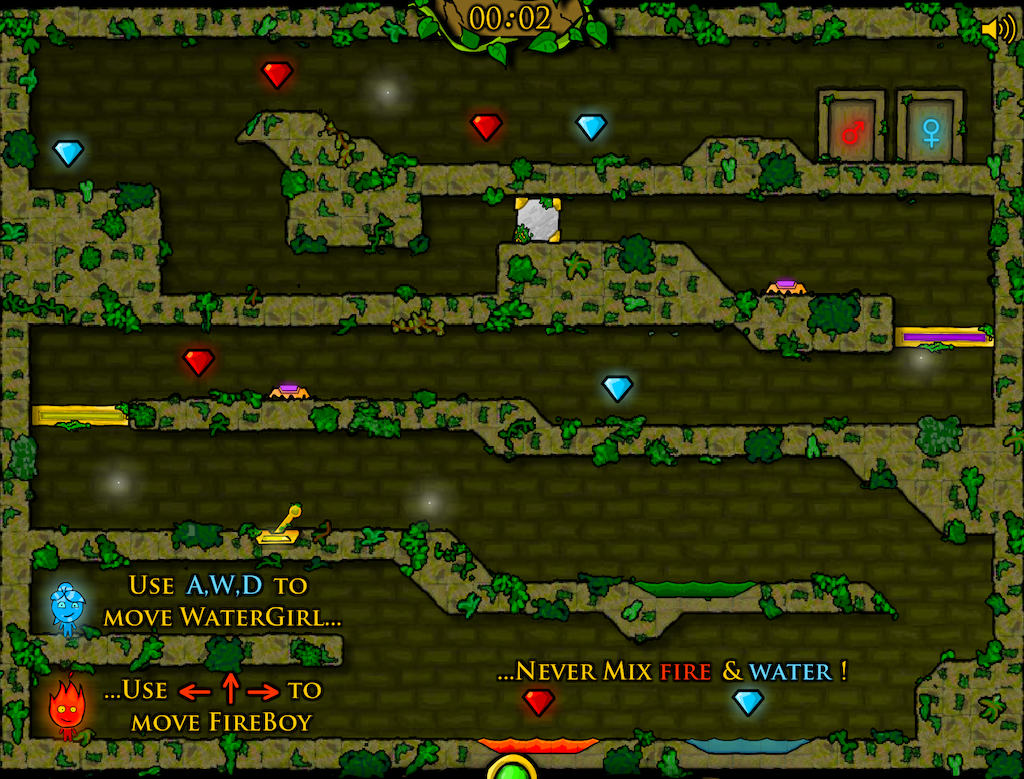 00:02
USE A,W,D TO
MOVE WATERGIRL...
...NEVER MIX FIRE & WATER !
...USE ← ↑ → TO
MOVE FIREBOY